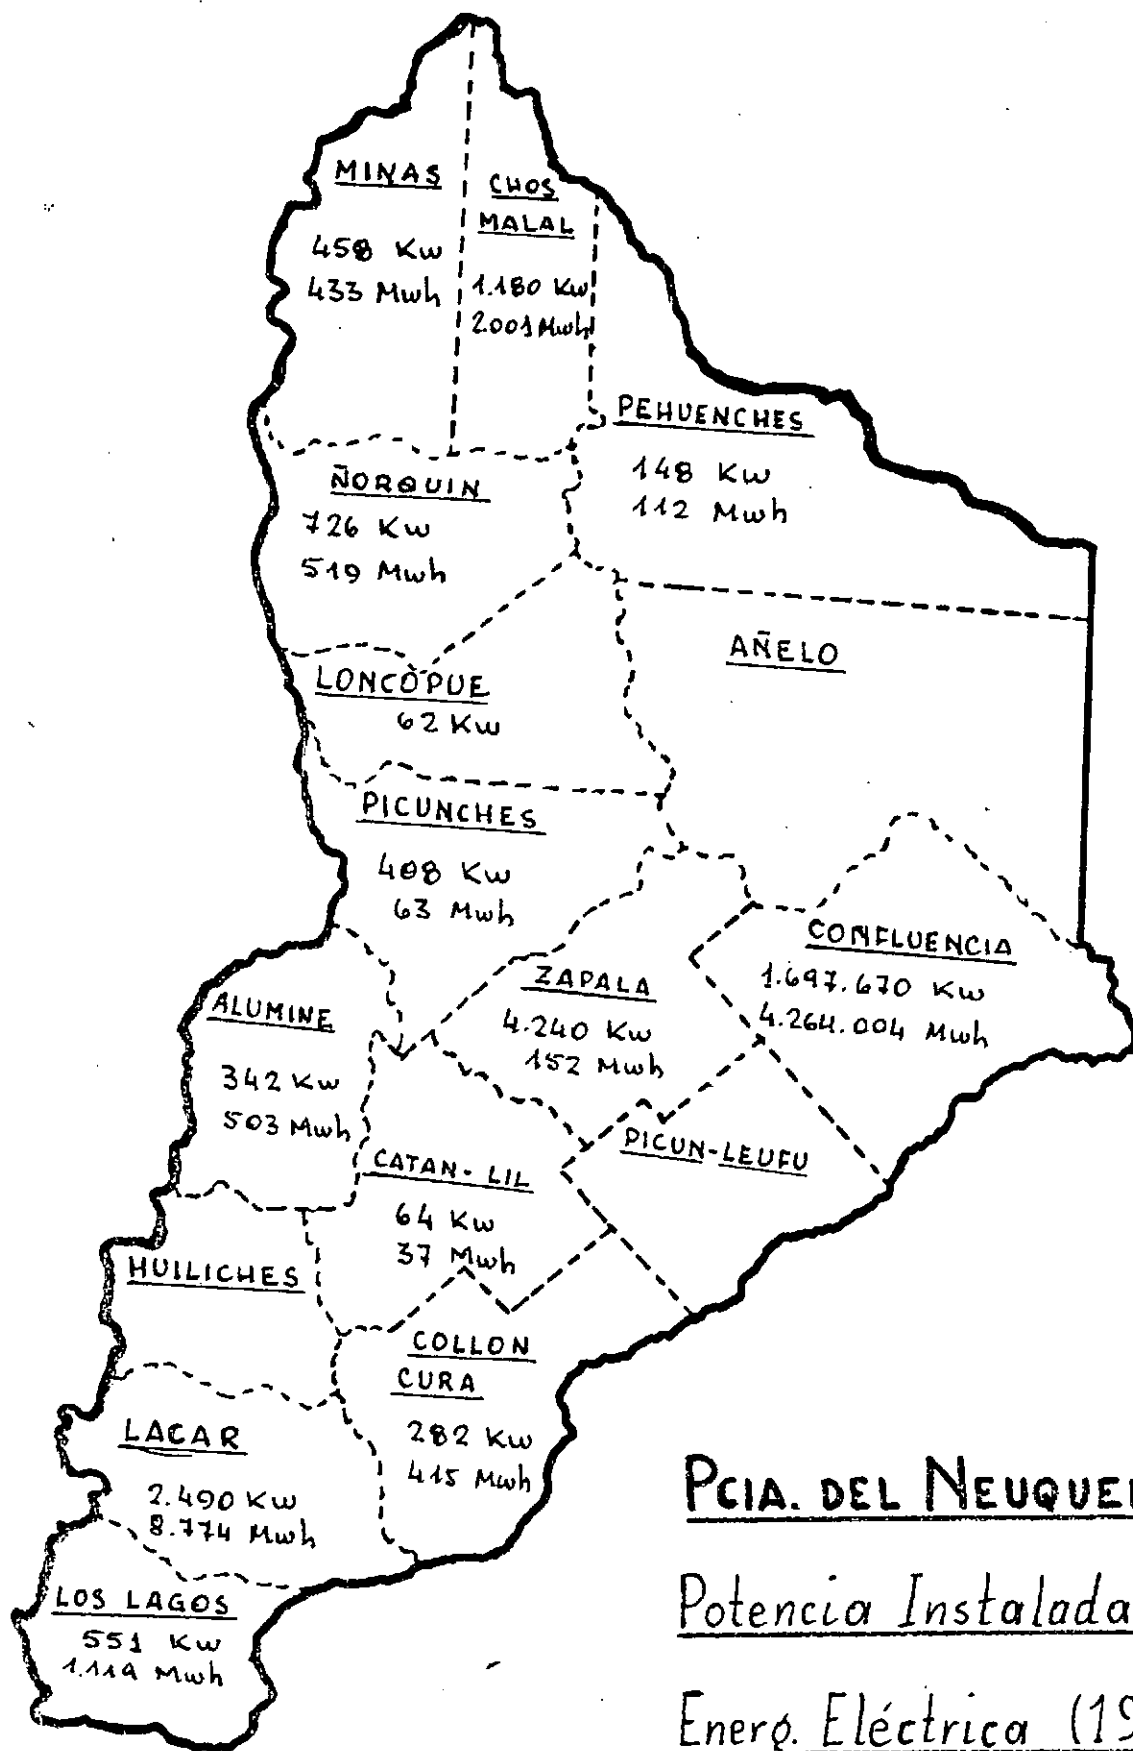 MINAS
458 Kw
433 Mwh
CHOS
MALAL
1.180 Kw
2.001 Mwh
PEHUENCHES
148 Kw
112 Mwh
ÑORQUIN
726 Kw
519 Mwh
AÑELO
LONCOPUE
62 Kw
PICUNCHES
408 Kw
63 Mwh
CONFLUENCIA
1.697.670 Kw
4.264.004 Mwh
ZAPALA
4.240 Kw
152 Mwh
ALUMINE
342 Kw
503 Mwh
PICUN-LEUFU
CATAN-LIL
64 Kw
37 Mwh
HUILICHES
COLLON
CURA
282 Kw
415 Mwh
LACAR
2.490 Kw
8.774 Mwh
LOS LAGOS
551 Kw
1.119 Mwh
PCIA. DEL NEUQUE
Potencia Instalada
Energ. Eléctrica (19